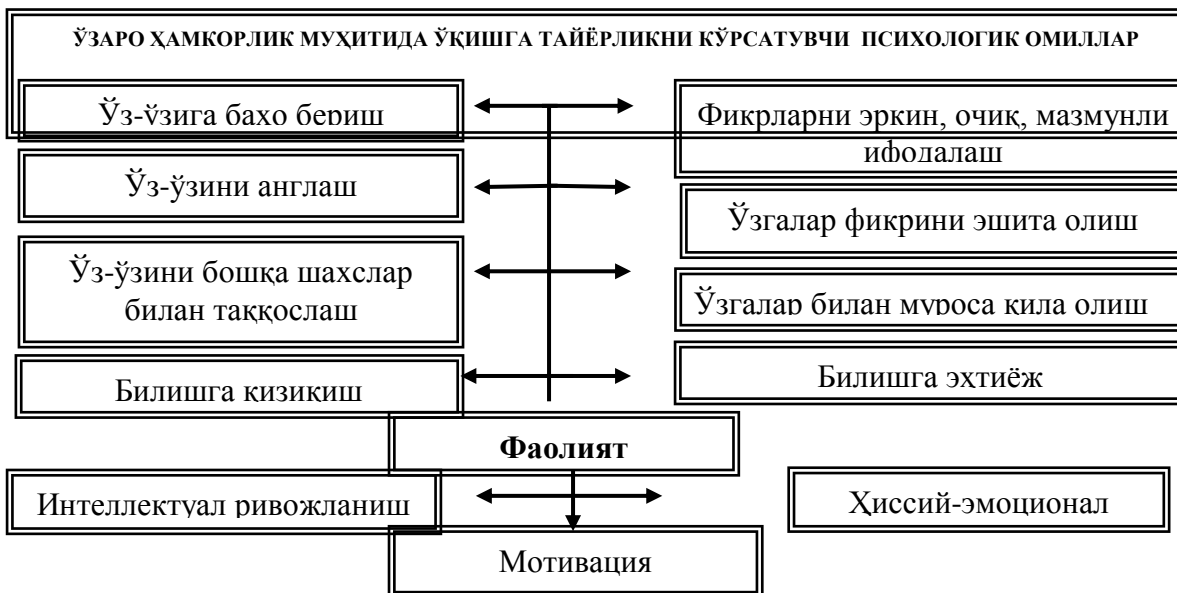 ЎЗАРО ҲАМКОРЛИК МУҲИТИДА ЎҚИШГА ТАЙЁРЛИКНИ КЎРСАТУВЧИ ПСИХОЛОГИК ОМИЛЛАР
Ўз-ўзига баҳо бериш
Фикрларни эркин, очиқ, мазмунли
ифодалаш
Ўз-ўзини англаш
Ўзгалар фикрини эшита олиш
Ўз-ўзини бошқа шахслар
билан таққослаш
Ўзгалар билан муроса қила олиш
Билишга қизиқиш
Билишга эҳтиёж
Фаолият
Интеллектуал ривожланиш
Ҳиссий-эмоционал
Мотивация